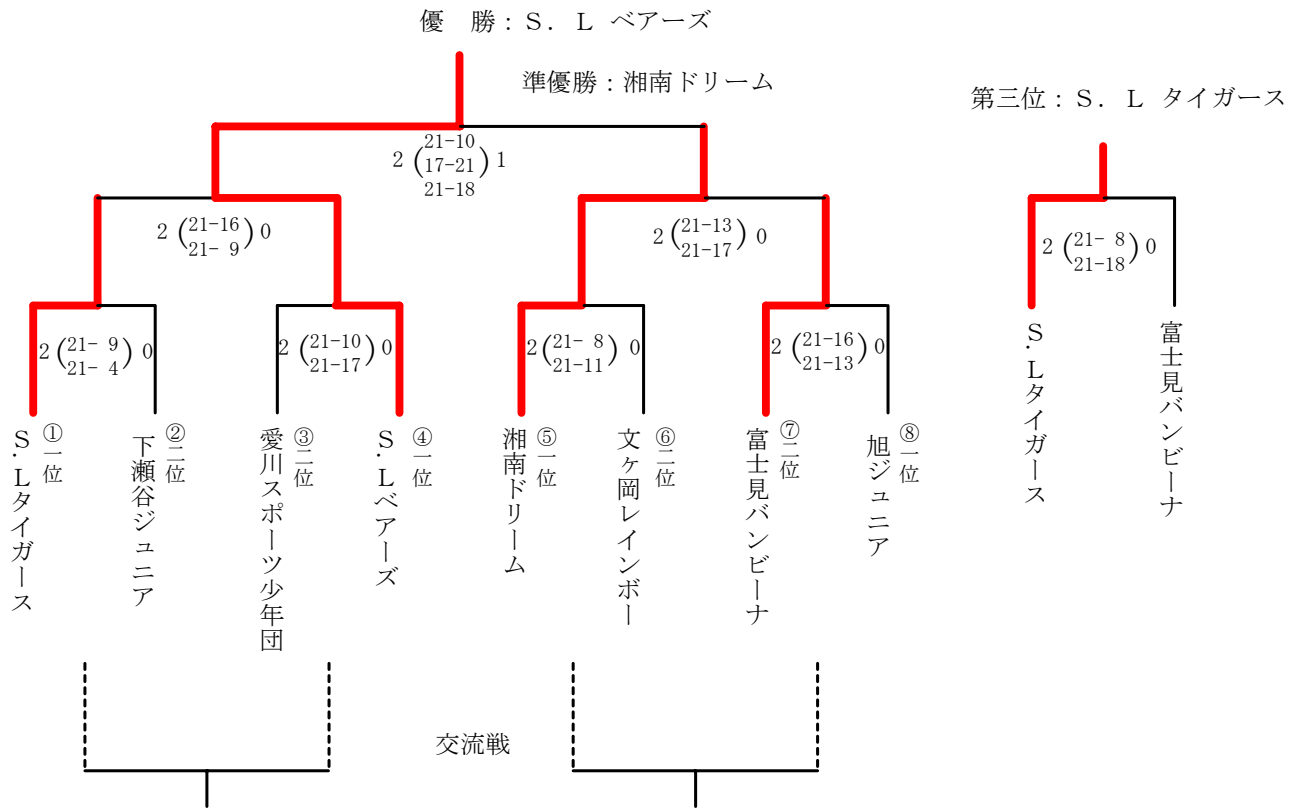 優　勝：Ｓ．Ｌ ベアーズ
準優勝：湘南ドリーム
第三位：Ｓ．Ｌ タイガース
2 (21-10 17-21 21-18) 1
2 (21-16 21- 9) 0
2 (21-13 21-17) 0
2 (21- 8 21-18) 0
2 (21- 9 21- 4) 0
2 (21-10 21-17) 0
2 (21- 8 21-11) 0
2 (21-16 21-13) 0
①一位
Ｓ.Ｌタイガース
②二位
下瀬谷ジュニア
③二位
愛川スポーツ少年団
④一位
Ｓ.Ｌベアーズ
⑤一位
湘南ドリーム
⑥二位
文ヶ岡レインボー
⑦二位
富士見バンビーナ
⑧一位
旭ジュニア
Ｓ.Ｌタイガース
富士見バンビーナ
交流戦